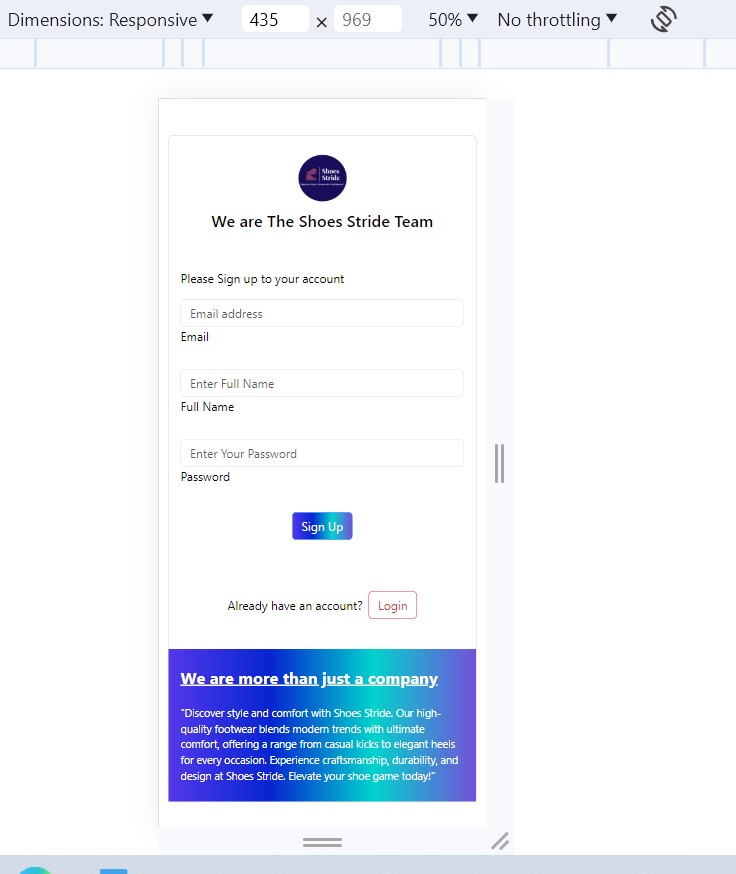 Dimensions: Responsive 435 × 969 50% No throttling
Shoes
Stride
We are The Shoes Stride Team
Please Sign up to your account
Email address
Email
Enter Full Name
Full Name
Enter Your Password
Password
Sign Up
Already have an account? Login
We are more than just a company
"Discover style and comfort with Shoes Stride. Our high-
quality footwear blends modern trends with ultimate
comfort, offering a range from casual kicks to elegant heels
for every occasion. Experience craftsmanship, durability, and
design at Shoes Stride. Elevate your shoe game today!"